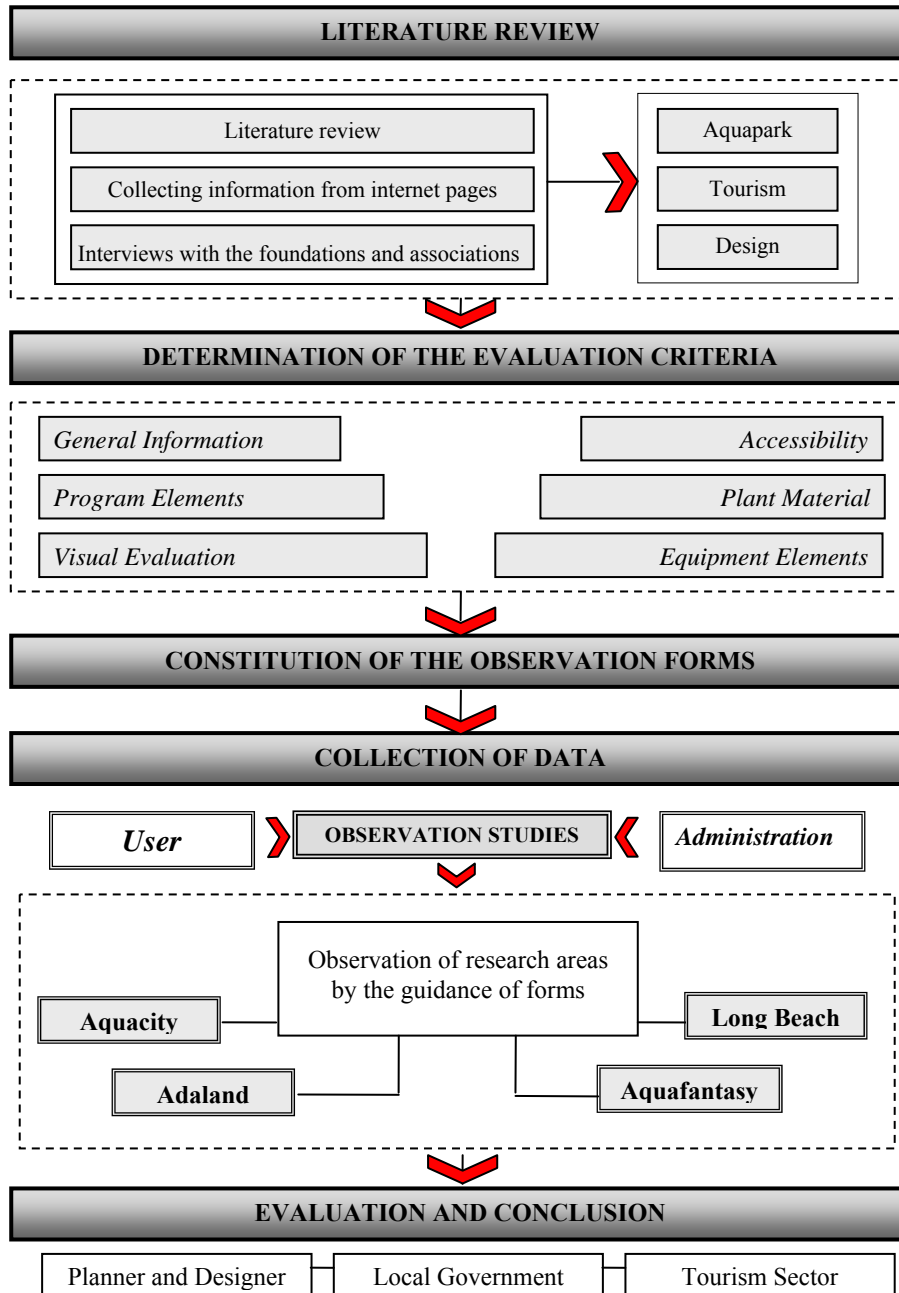 LITERATURE REVIEW
Literature review
Collecting information from internet pages
Interviews with the foundations and associations
Aquapark
Tourism
Design
DETERMINATION OF THE EVALUATION CRITERIA
General Information
Accessibility
Program Elements
Plant Material
Visual Evaluation
Equipment Elements
CONSTITUTION OF THE OBSERVATION FORMS
COLLECTION OF DATA
User
OBSERVATION STUDIES
Administration
Observation of research areas
by the guidance of forms
Aquacity
Long Beach
Adaland
Aquafantasy
EVALUATION AND CONCLUSION
Planner and Designer
Local Government
Tourism Sector